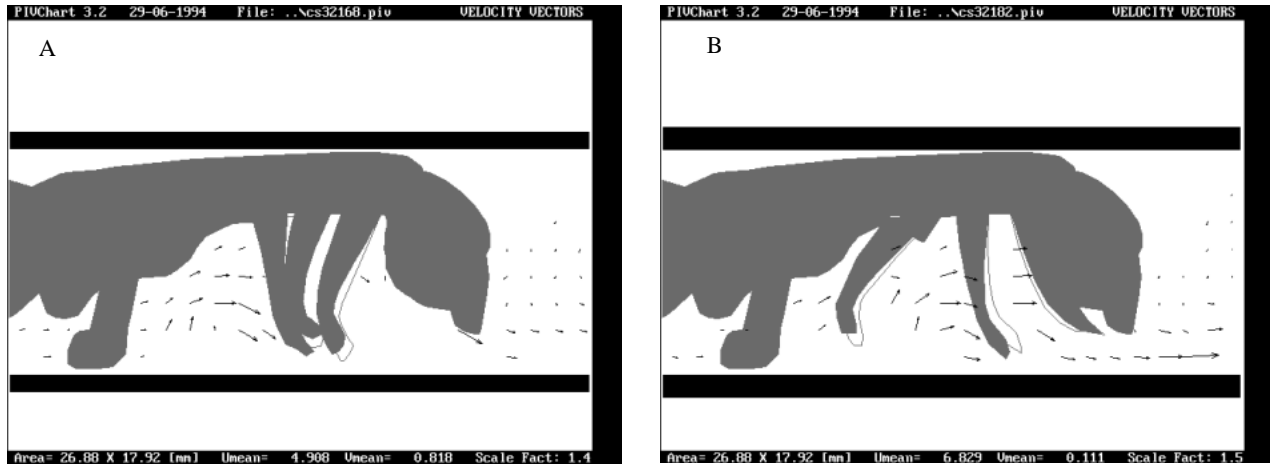 PIVChart 3.2 29-06-1994 File: ..\cs32168.piv VELOCITY VECTORS
A
Area= 26.88 X 17.92 [mm] Umean= 4.908 Vmean= 0.818 Scale Fact: 1.4
PIVChart 3.2 29-06-1994 File: ..\cs32182.piv VELOCITY VECTORS
B
Area= 26.88 X 17.92 [mm] Umean= 6.829 Vmean= 0.111 Scale Fact: 1.5